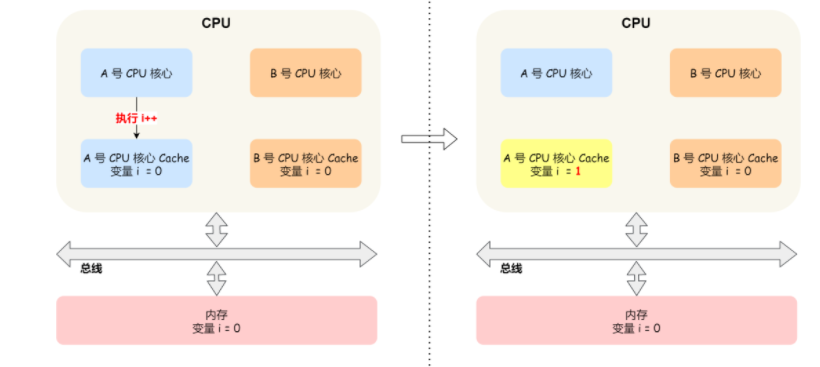 CPU
A 号 CPU 核心
B 号 CPU 核心
执行 i++
A 号 CPU 核心 Cache
变量 i = 0
B 号 CPU 核心 Cache
变量 i = 0
总线
内存
变量 i = 0
CPU
A 号 CPU 核心
B 号 CPU 核心
A 号 CPU 核心 Cache
变量 i = 1
B 号 CPU 核心 Cache
变量 i = 0
总线
内存
变量 i = 0